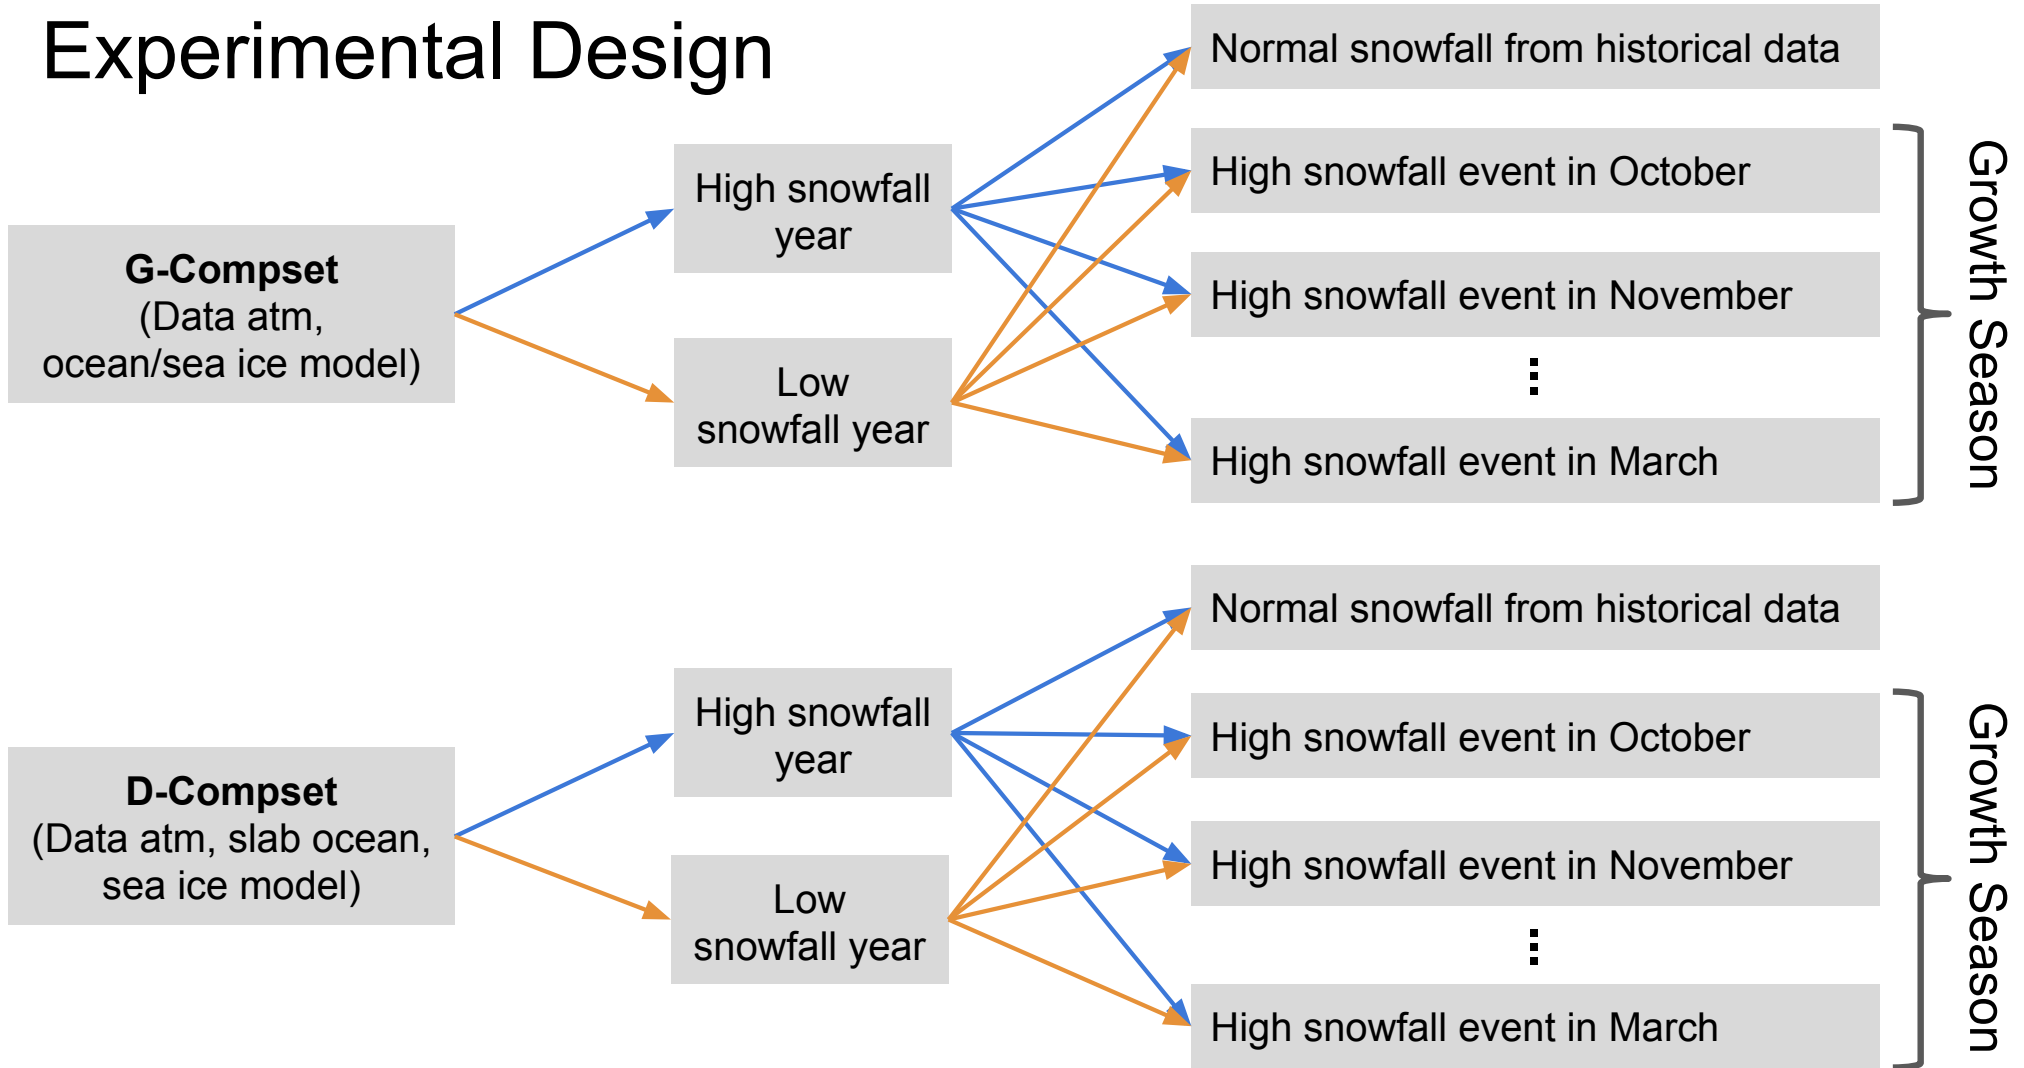 Experimental Design
G-Compset
(Data atm,
ocean/sea ice model)
High snowfall
year
Low
snowfall year
Normal snowfall from historical data
High snowfall event in October
High snowfall event in November
⋮
High snowfall event in March
Growth Season
D-Compset
(Data atm, slab ocean,
sea ice model)
High snowfall
year
Low
snowfall year
Normal snowfall from historical data
High snowfall event in October
High snowfall event in November
⋮
High snowfall event in March
Growth Season